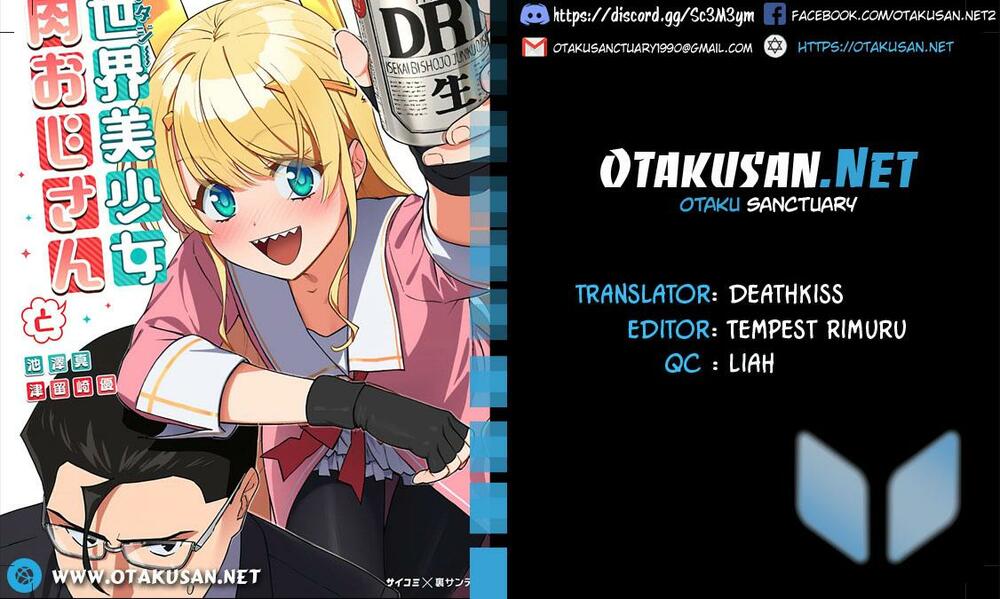 世界美少女
肉おじさん
と
池澤真
津留崎優
DRY
ISEKAI BISHOJO JUNIKU
生
サイコミ×裏サンデ
WWW.OTAKUSAN.NET
https://discord.gg/Sc3M3ym
FACEBOOK.COM/OTAKUSAN.NET2
OTAKUSANCTUARY1990@GMAIL.COM
HTTPS://OTAKUSAN.NET
OTAKUSAN.NET
OTAKU SANCTUARY
TRANSLATOR: DEATHKISS
EDITOR: TEMPEST RIMURU
QC : LIAH